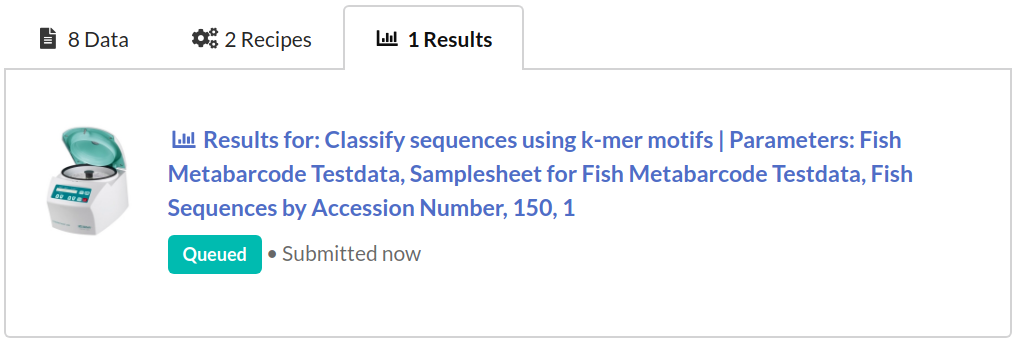 8 Data
2 Recipes
1 Results
Results for: Classify sequences using k-mer motifs | Parameters: Fish
Metabarcode Testdata, Samplesheet for Fish Metabarcode Testdata, Fish
Sequences by Accession Number, 150, 1
Queued • Submitted now